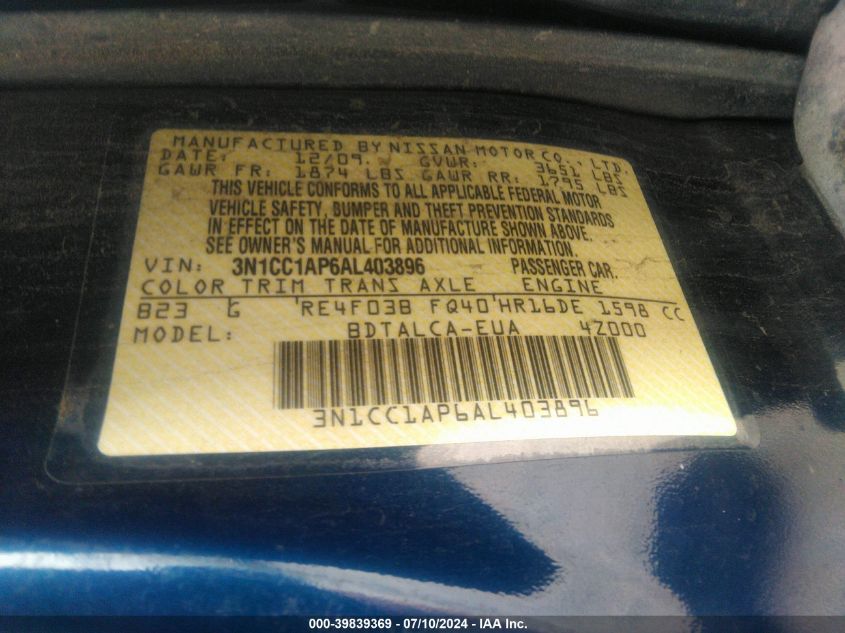 MANUFACTURED BY NISSAN MOTOR CO., LTD.
DATE: 12/09. GVWR: 3651 LBS
GAWR FR: 1874 LBS GAWR RR: 1795 LBS
THIS VEHICLE CONFORMS TO ALL APPLICABLE FEDERAL MOTOR
VEHICLE SAFETY, BUMPER AND THEFT PREVENTION STANDARDS
IN EFFECT ON THE DATE OF MANUFACTURE SHOWN ABOVE.
SEE OWNER'S MANUAL FOR ADDITIONAL INFORMATION.
VIN: 3N1CC1AP6AL403896 PASSENGER CAR.
COLOR TRIM TRANS AXLE ENGINE
B23 G 'RE4F03B FQ40'HR16DE 1598 CC
MODEL: BDTALCA-EUA 4Z000
3N1CC1AP6AL403896
000-39839369 - 07/10/2024 - IAA Inc.